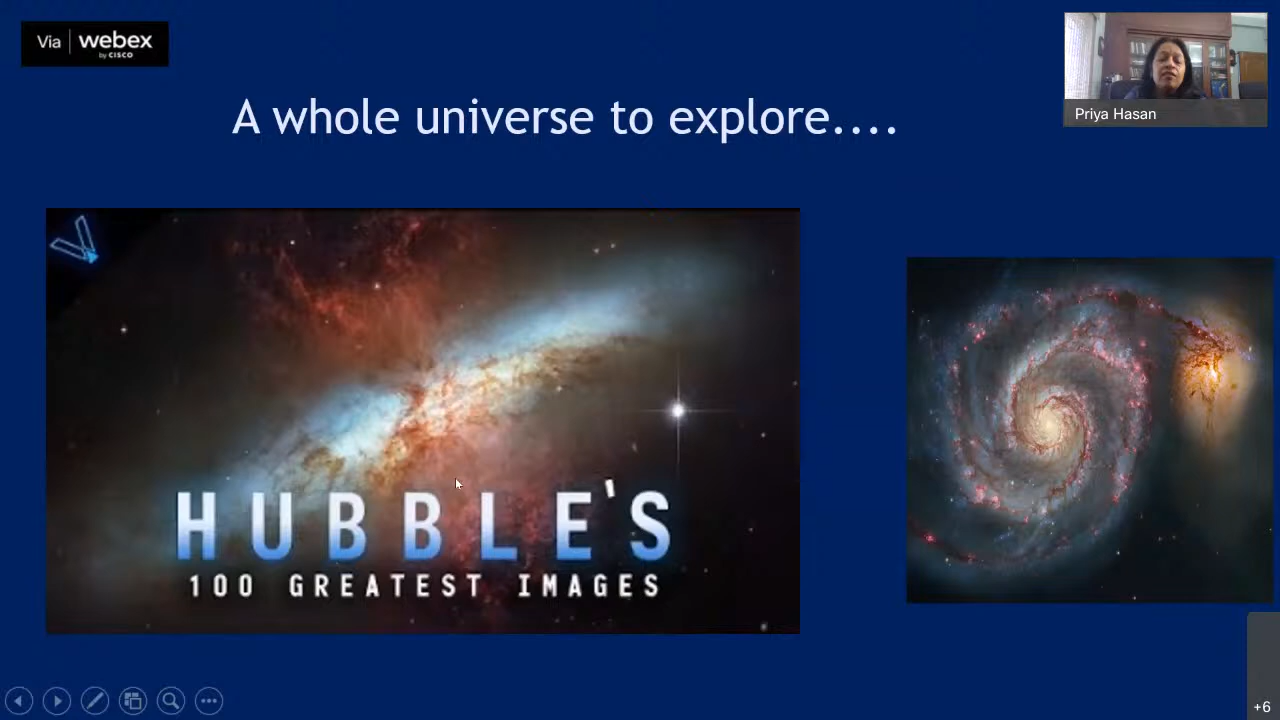 Via | webex
by CISCO
Priya Hasan
A whole universe to explore....
HUBBLE'S
100 GREATEST IMAGES
+6